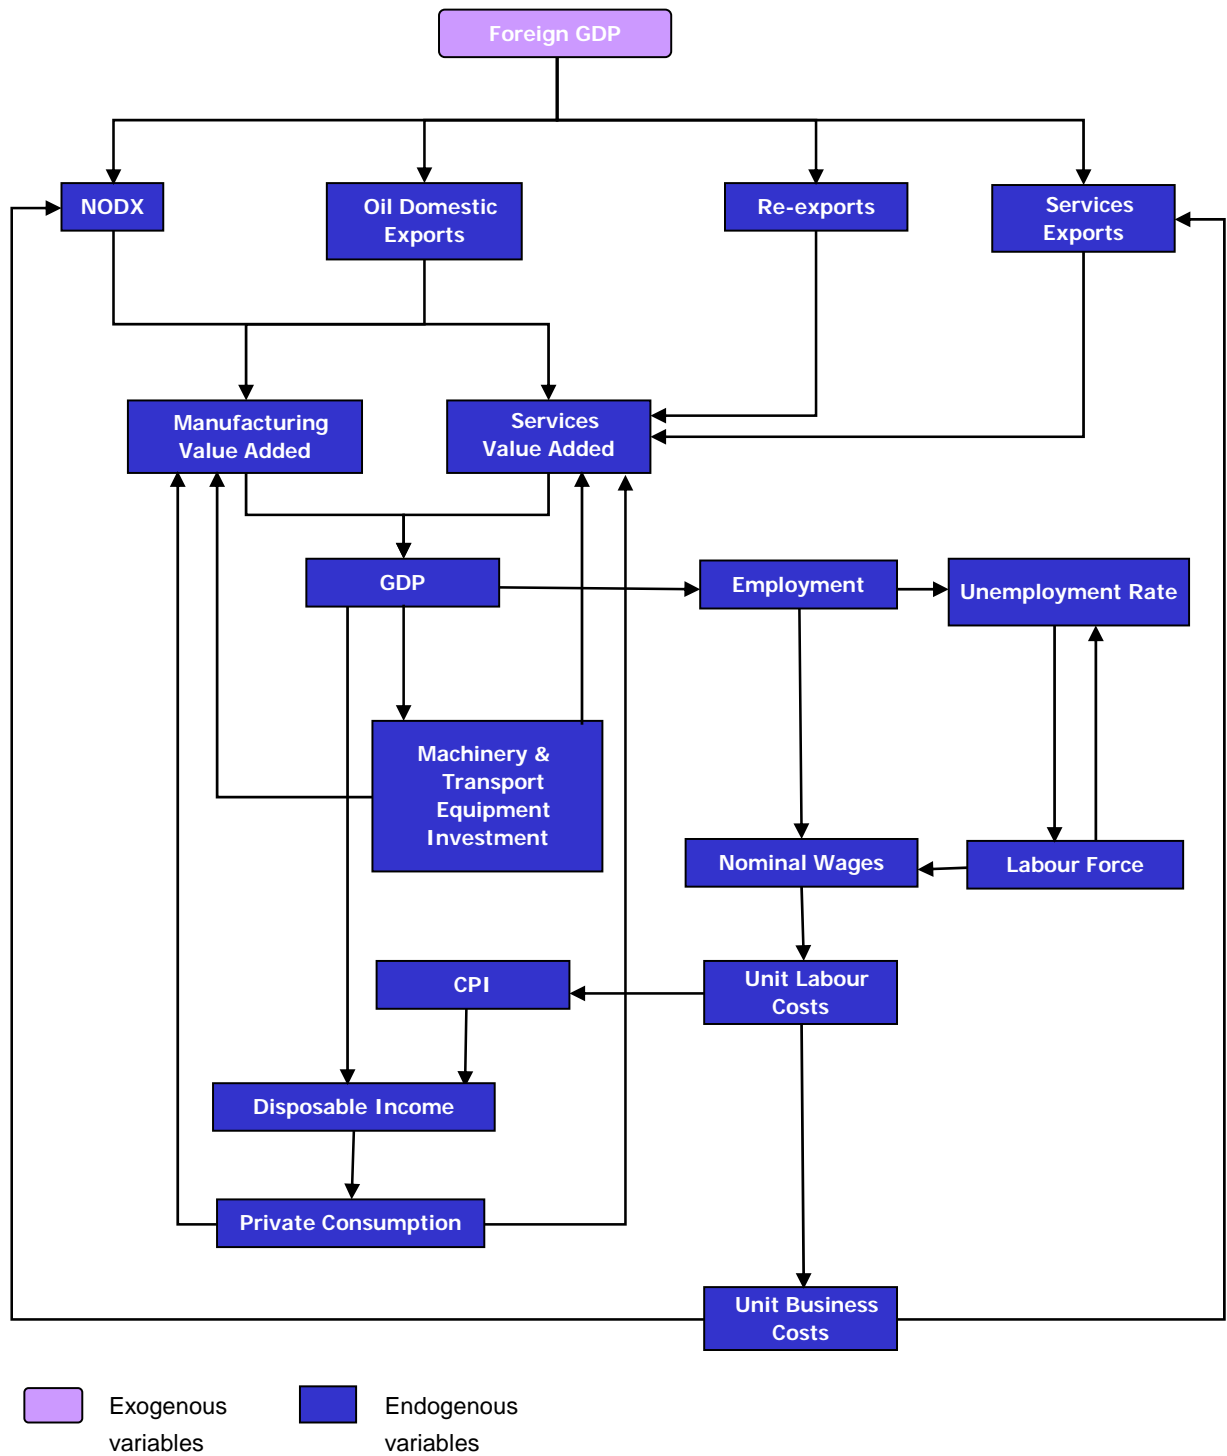 Foreign GDP
NODX
Oil Domestic
Exports
Re-exports
Services
Exports
Manufacturing
Value Added
Services
Value Added
GDP
Employment
Unemployment Rate
Machinery &
Transport
Equipment
Investment
Nominal Wages
Labour Force
CPI
Unit Labour
Costs
Disposable Income
Private Consumption
Unit Business
Costs
Exogenous
variables
Endogenous
variables